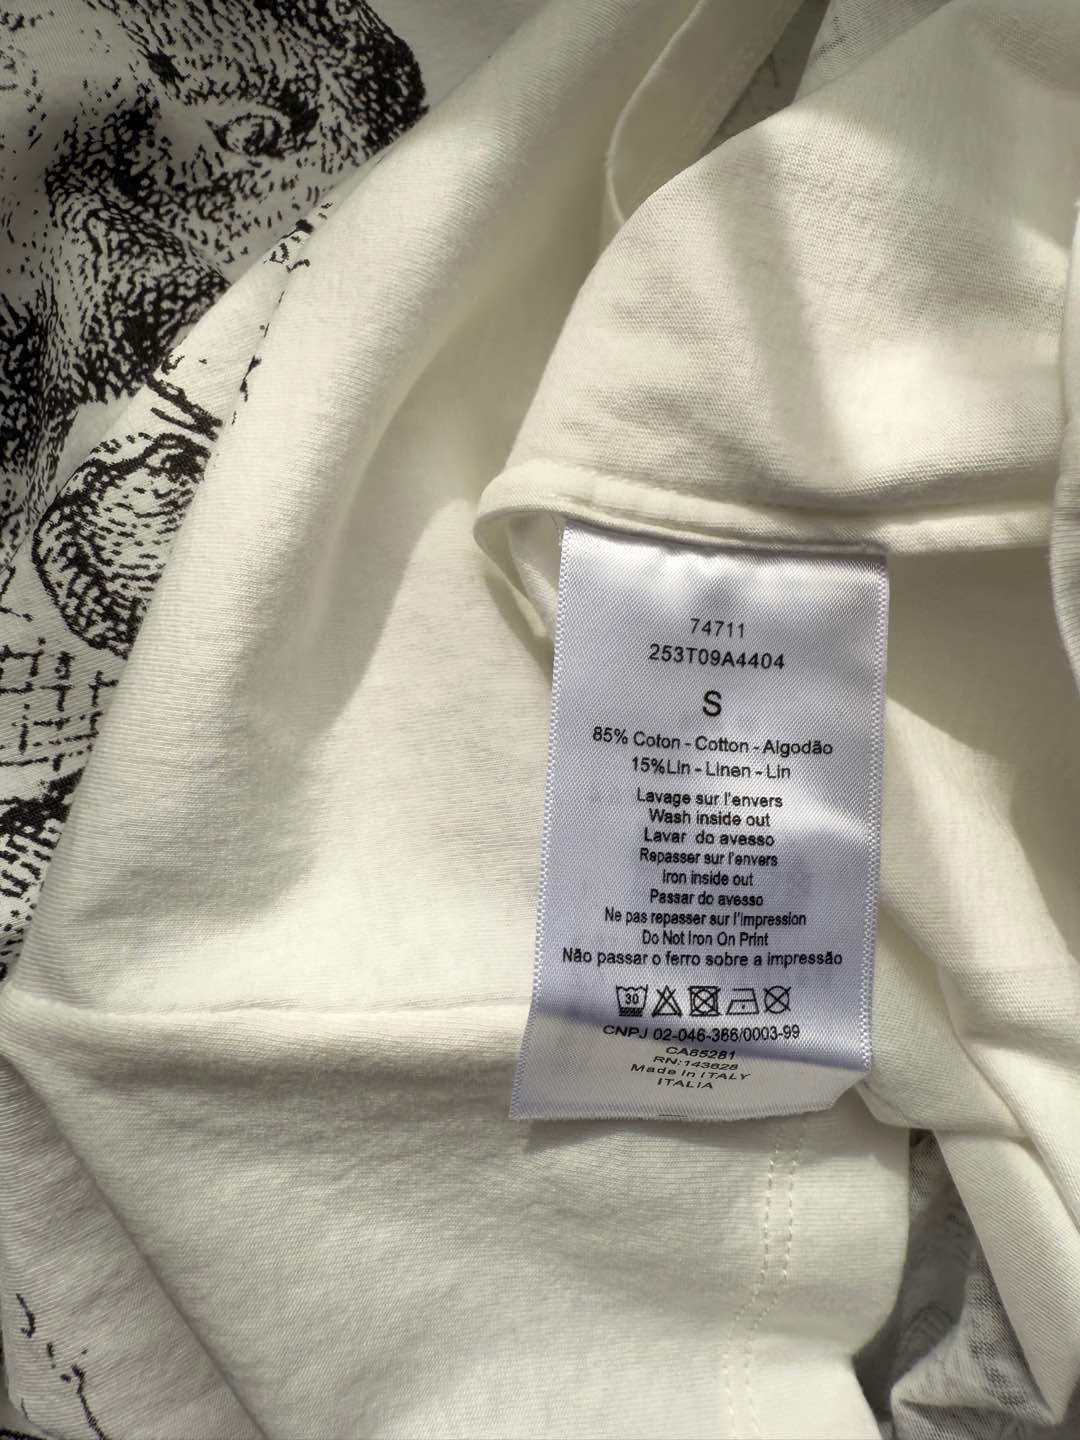 74711
253T09A4404
S
85% Coton - Cotton - Algodão
15%Lin - Linen - Lin
Lavage sur l'envers
Wash inside out
Lavar do avesso
Repasser sur l'envers
Iron inside out
Passar do avesso
Ne pas repasser sur l'impression
Do Not Iron On Print
Não passar o ferro sobre a impressão
30
CNPJ 02-046-366/0003-99
CA65281
RN:143628
Made in ITALY
ITALIA